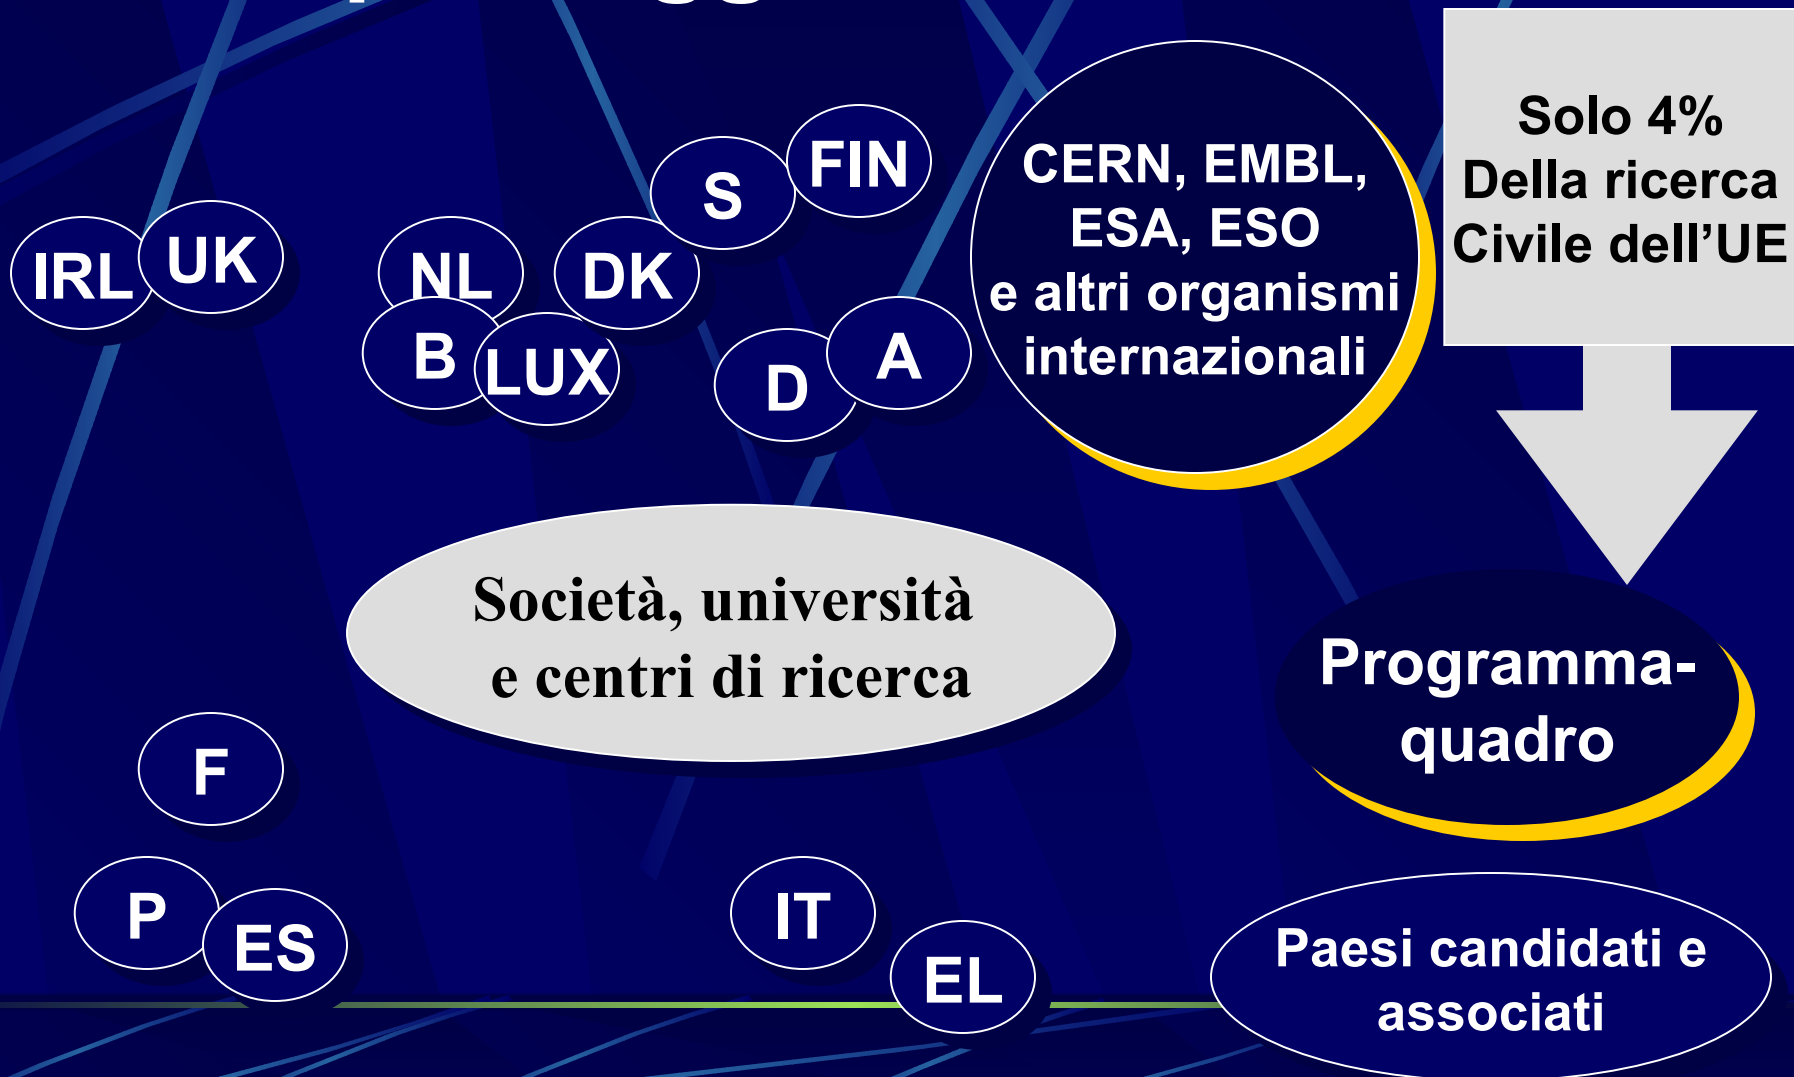 FIN
S
IRL
UK
NL
DK
B
LUX
D
A
CERN, EMBL,
ESA, ESO
e altri organismi
internazionali
Solo 4%
Della ricerca
Civile dell’UE
Società, università
e centri di ricerca
Programma-
quadro
F
P
ES
IT
EL
Paesi candidati e
associati